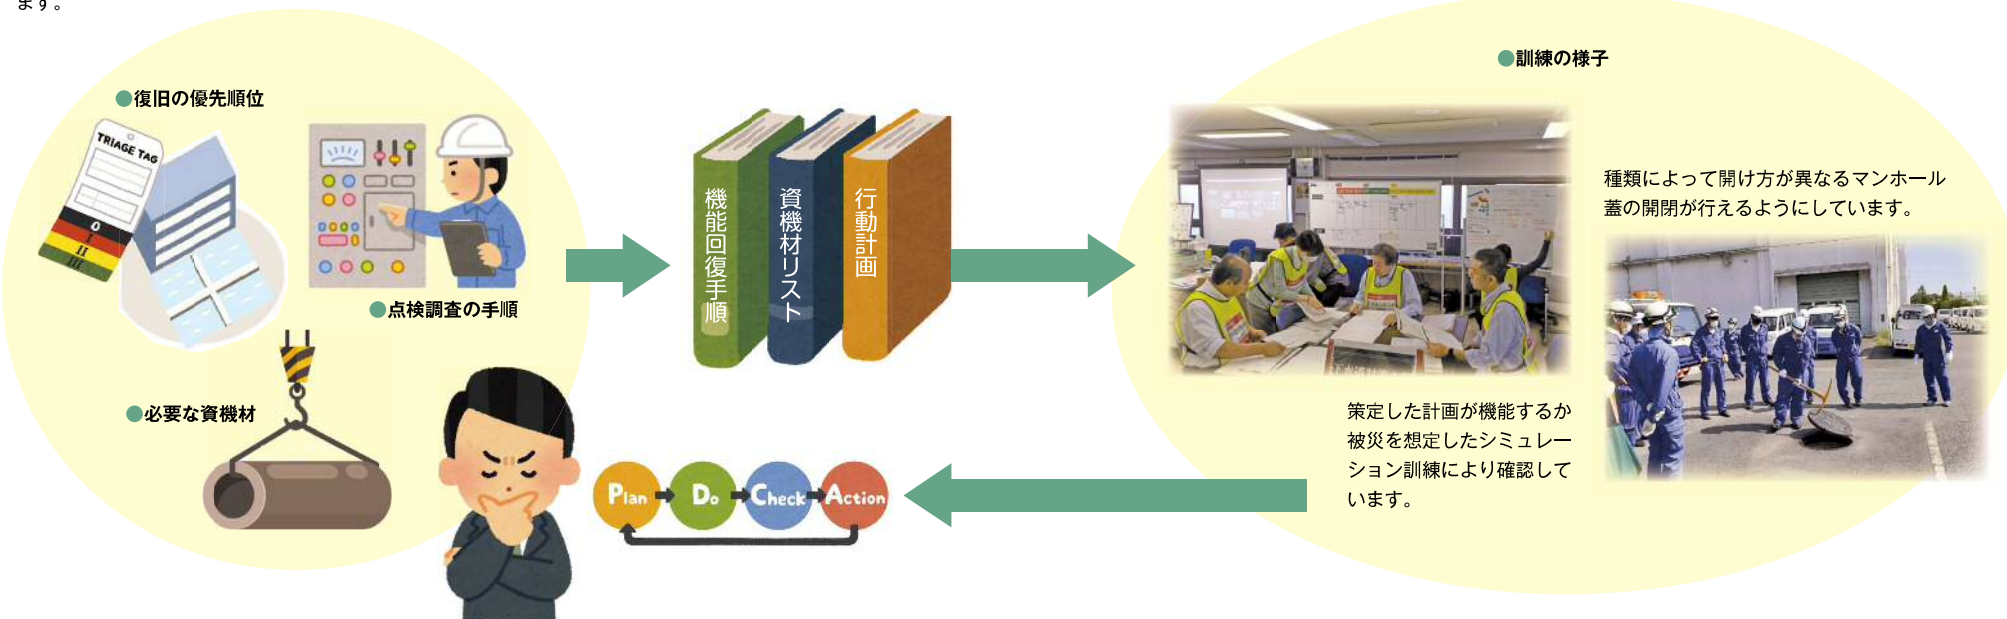 ます。
●復旧の優先順位
TRIAGE TAG
0
I
II
III
●点検調査の手順
●必要な資機材
機能回復手順
資機材リスト
行動計画
Plan
Do
Check
Action
●訓練の様子
種類によって開け方が異なるマンホール
蓋の開閉が行えるようにしています。
策定した計画が機能するか
被災を想定したシミュレー
ション訓練により確認して
います。